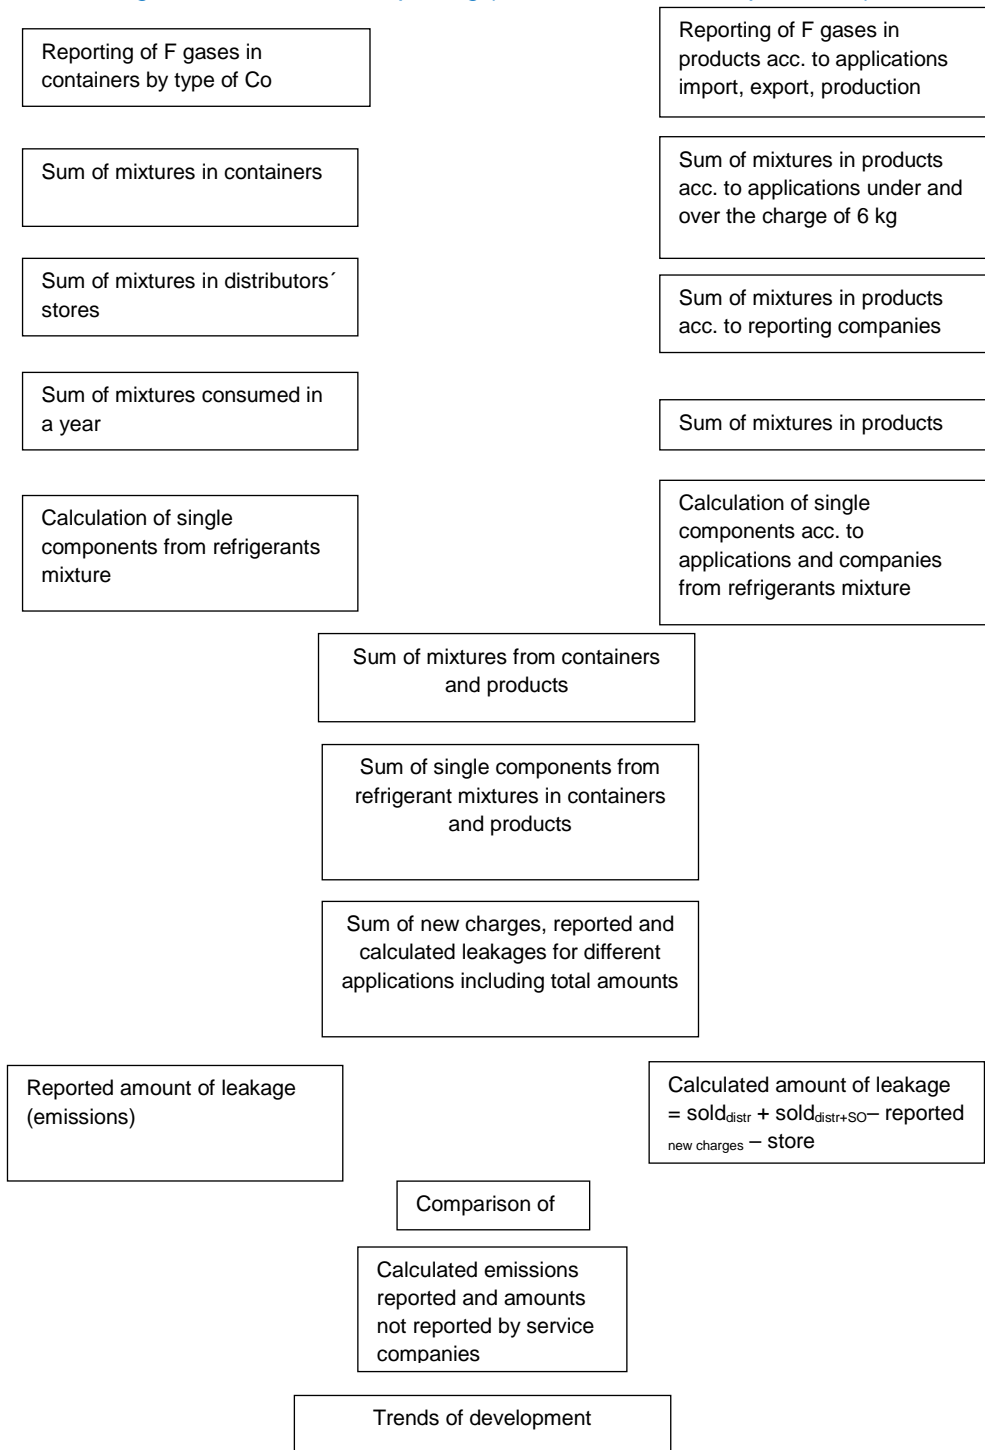 Reporting of F gases in
containers by type of Co
Reporting of F gases in
products acc. to applications
import, export, production
Sum of mixtures in containers
Sum of mixtures in products
acc. to applications under and
over the charge of 6 kg
Sum of mixtures in distributors´
stores
Sum of mixtures in products
acc. to reporting companies
Sum of mixtures consumed in
a year
Sum of mixtures in products
Calculation of single
components from refrigerants
mixture
Calculation of single
components acc. to
applications and companies
from refrigerants mixture
Sum of mixtures from containers
and products
Sum of single components from
refrigerant mixtures in containers
and products
Sum of new charges, reported and
calculated leakages for different
applications including total amounts
Reported amount of leakage
(emissions)
Calculated amount of leakage
= sold distr + sold distr+SO– reported
new charges – store
Comparison of
Calculated emissions
reported and amounts
not reported by service
companies
Trends of development